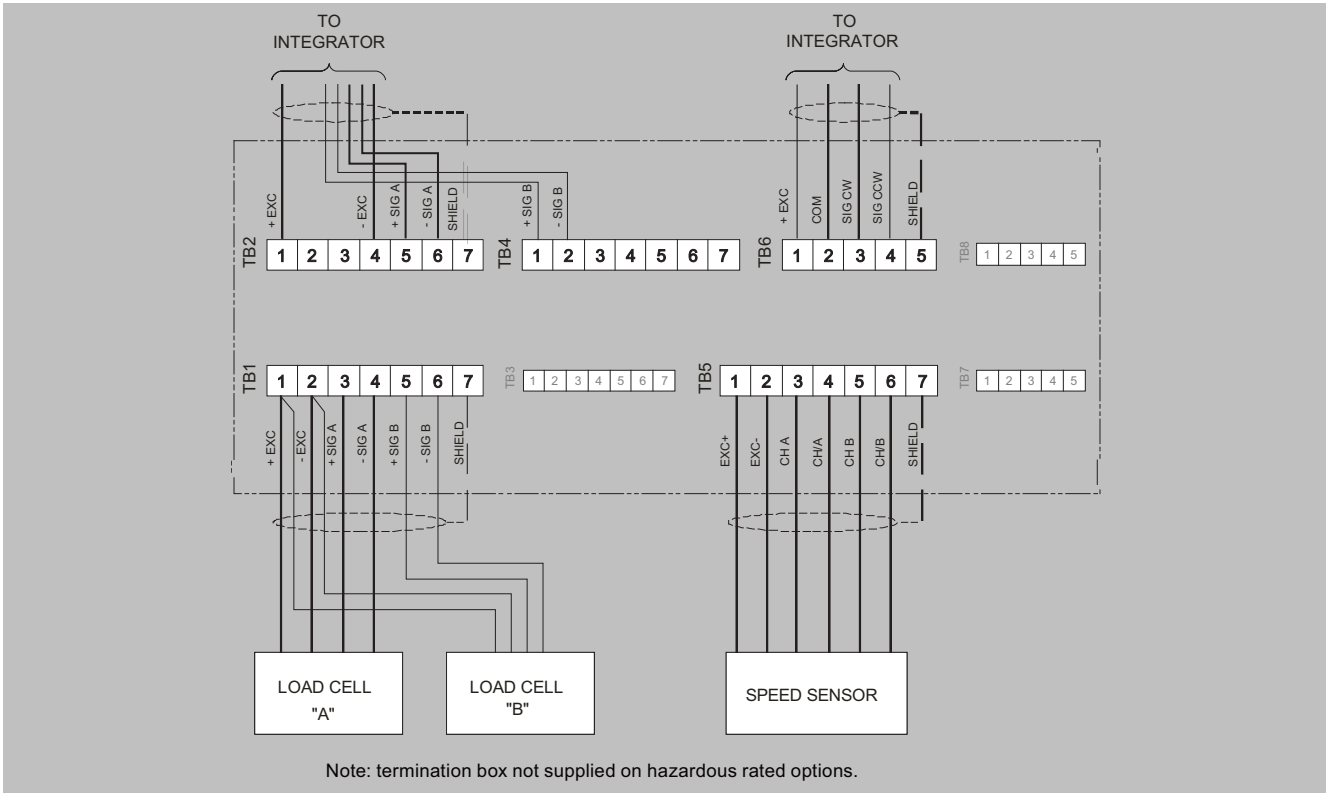 TO
INTEGRATOR
TO
INTEGRATOR
+ EXC
- EXC
+ SIG A
- SIG A
SHIELD
+ SIG B
- SIG B
+ EXC
COM
SIG CW
SIG CCW
SHIELD
TB2 1 2 3 4 5 6 7
TB4 1 2 3 4 5 6 7
TB6 1 2 3 4 5
TB8 1 2 3 4 5
TB1 1 2 3 4 5 6 7
TB3 1 2 3 4 5 6 7
TB5 1 2 3 4 5 6 7
TB7 1 2 3 4 5
+ EXC
- EXC
+ SIG A
- SIG A
+ SIG B
- SIG B
SHIELD
EXC+
EXC-
CH A
CH/A
CH B
CH/B
SHIELD
LOAD CELL
"A"
LOAD CELL
"B"
SPEED SENSOR
Note: termination box not supplied on hazardous rated options.